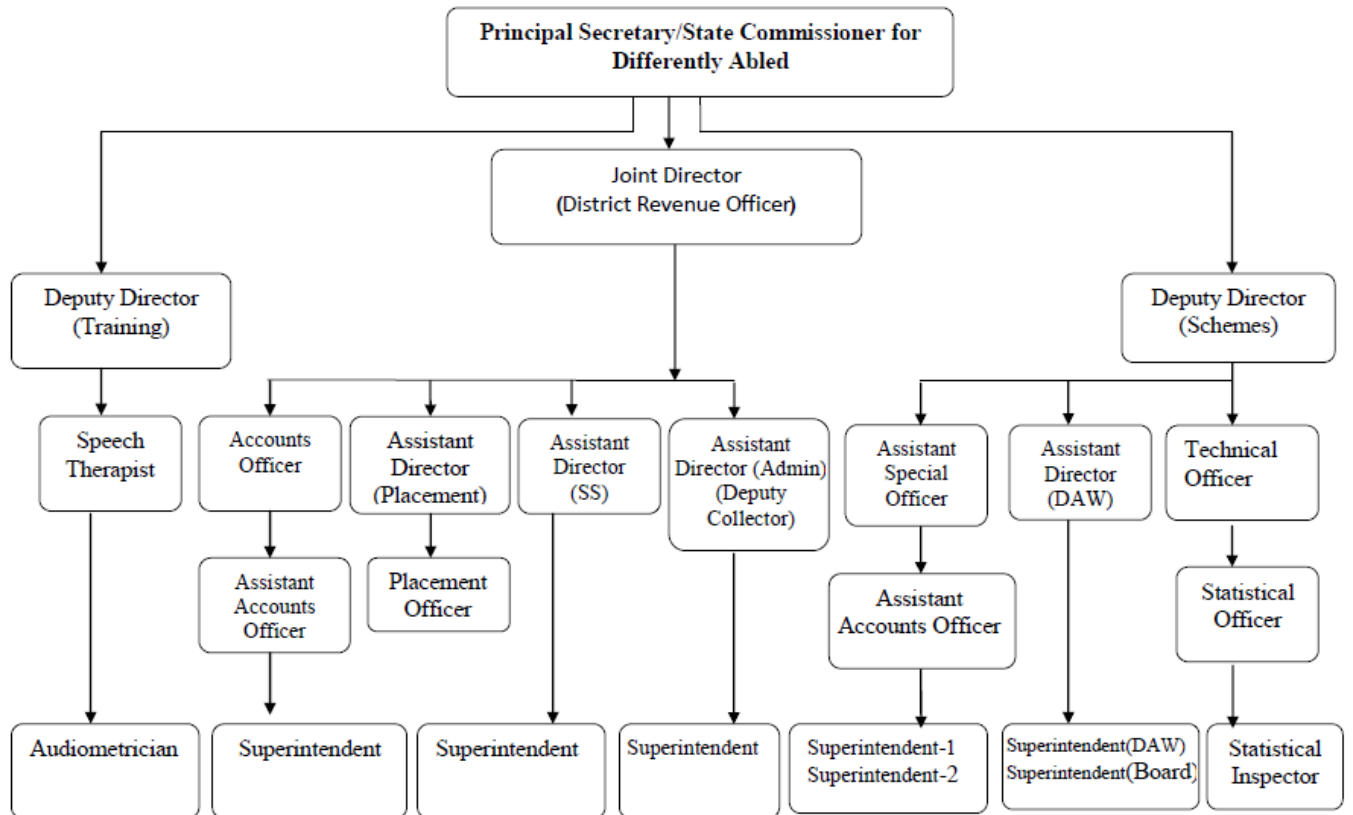 Principal Secretary/State Commissioner for
Differently Abled
Joint Director
(District Revenue Officer)
Deputy Director
(Training)
Deputy Director
(Schemes)
Speech
Therapist
Accounts
Officer
Assistant
Director
(Placement)
Assistant
Director
(SS)
Assistant
Director (Admin)
(Deputy
Collector)
Assistant
Special
Officer
Assistant
Director
(DAW)
Technical
Officer
Assistant
Accounts
Officer
Placement
Officer
Assistant
Accounts Officer
Statistical
Officer
Audiometrician
Superintendent
Superintendent
Superintendent
Superintendent-1
Superintendent-2
Superintendent(DAW)
Superintendent(Board)
Statistical
Inspector